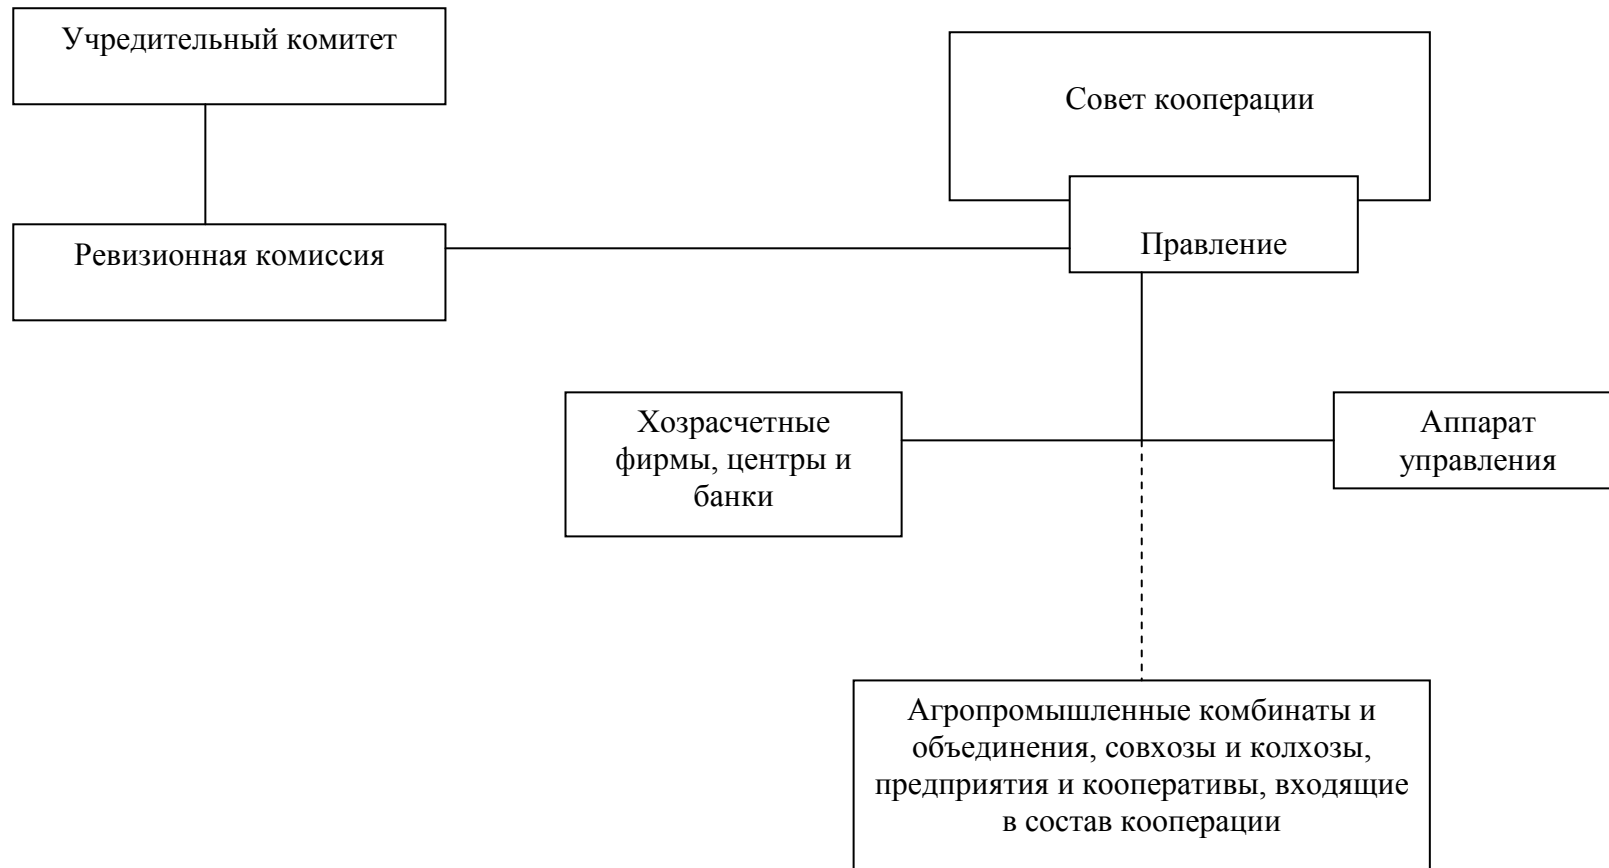 Учредительный комитет
Совет кооперации
Ревизионная комиссия
Правление
Хозрасчетные
фирмы, центры и
банки
Аппарат
управления
Агропромышленные комбинаты и
объединения, совхозы и колхозы,
предприятия и кооперативы, входящие
в состав кооперации